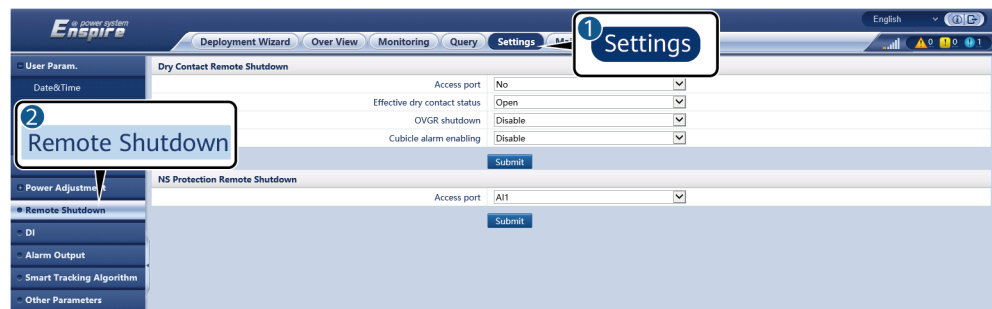 @ power system
Enspire
English
Deployment Wizard
Over View
Monitoring
Query
Settings
1
Settings
0
0
1
User Param.
Date&Time
2
Remote Shutdown
Power Adjustment
Remote Shutdown
DI
Alarm Output
Smart Tracking Algorithm
Other Parameters
Dry Contact Remote Shutdown
Access port No
Effective dry contact status Open
OVGR shutdown Disable
Cubicle alarm enabling Disable
Submit
NS Protection Remote Shutdown
Access port AI1
Submit